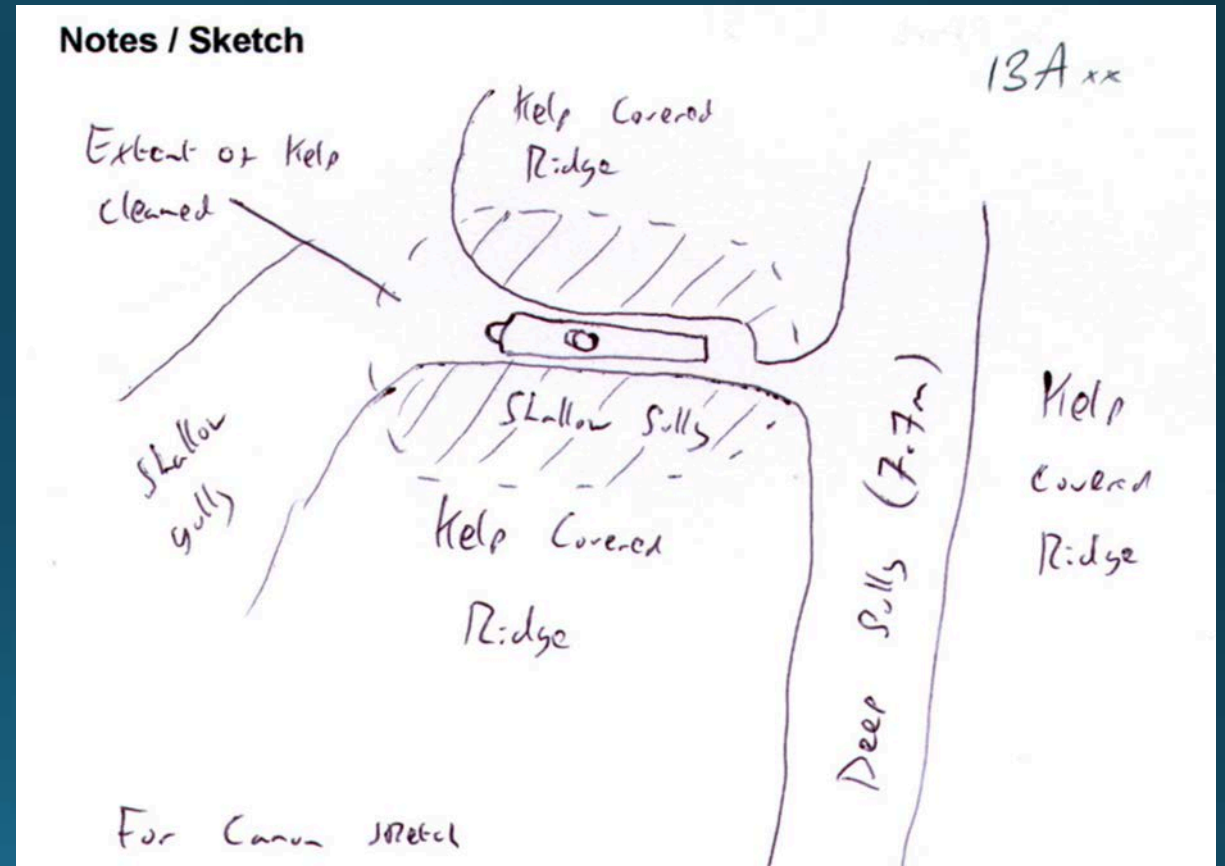 Notes / Sketch
13A xx
Extent of Kelp
cleaned
Kelp Covered
Ridge
Shallow
gully
Shallow Gully
Kelp Covered
Ridge
Deep Gully (7.7m)
Kelp
Covered
Ridge
For Canon sketch